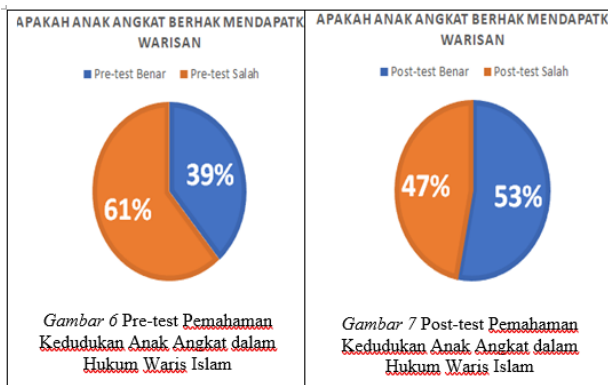 APAKAH ANAK ANGKAT BERHAK MENDAPATK
WARISAN
Pre-test Benar Pre-test Salah
39%
61%
Gambar 6 Pre-test Pemahaman
Kedudukan Anak Angkat dalam
Hukum Waris Islam
APAKAH ANAK ANGKAT BERHAK MENDAPATK
WARISAN
Post-test Benar Post-test Salah
47%
53%
Gambar 7 Post-test Pemahaman
Kedudukan Anak Angkat dalam
Hukum Waris Islam